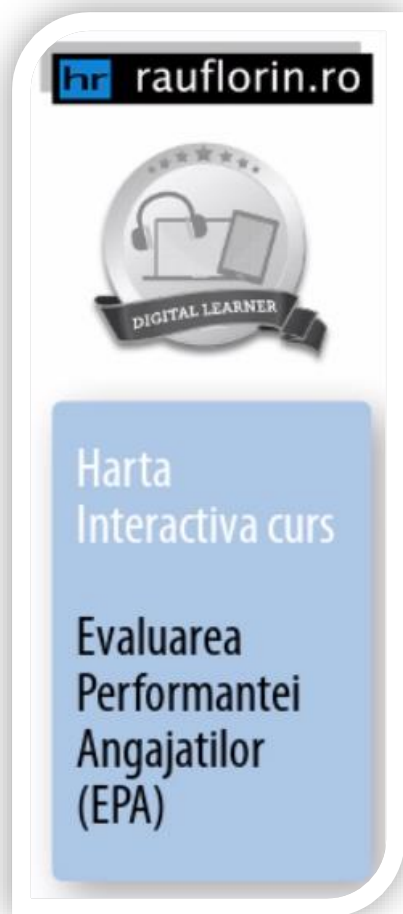 hr rauflorin.ro
DIGITAL LEARNER
Harta
Interactiva curs
Evaluarea
Performantei
Angajatilor
(EPA)